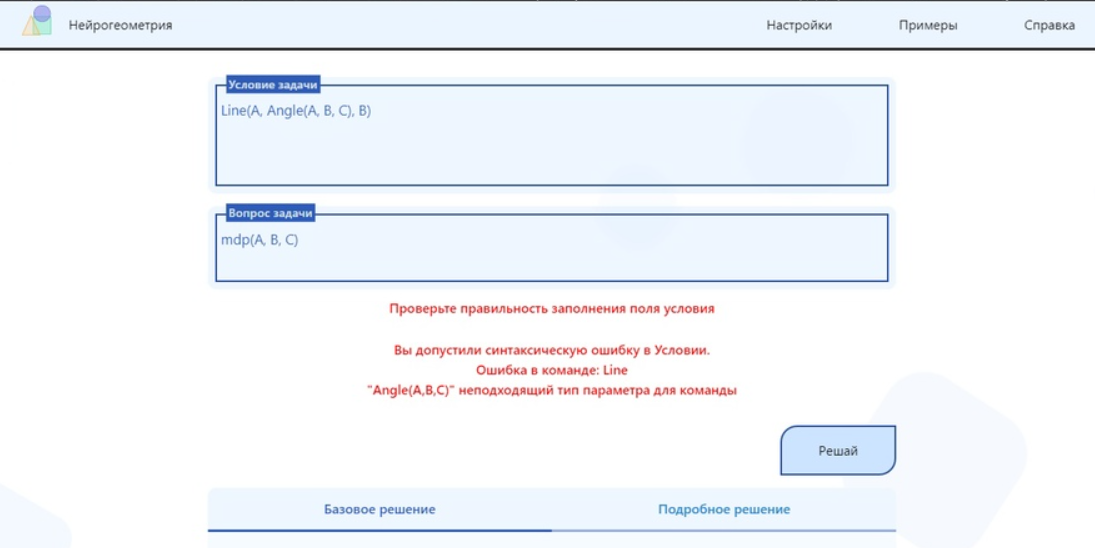 Нейрогеометрия
Настройки
Примеры
Справка
Условие задачи
Line(A, Angle(A, B, C), B)
Вопрос задачи
mdp(A, B, C)
Проверьте правильность заполнения поля условия
Вы допустили синтаксическую ошибку в Условии.
Ошибка в команде: Line
"Angle(A,B,C)" неподходящий тип параметра для команды
Решай
Базовое решение
Подробное решение